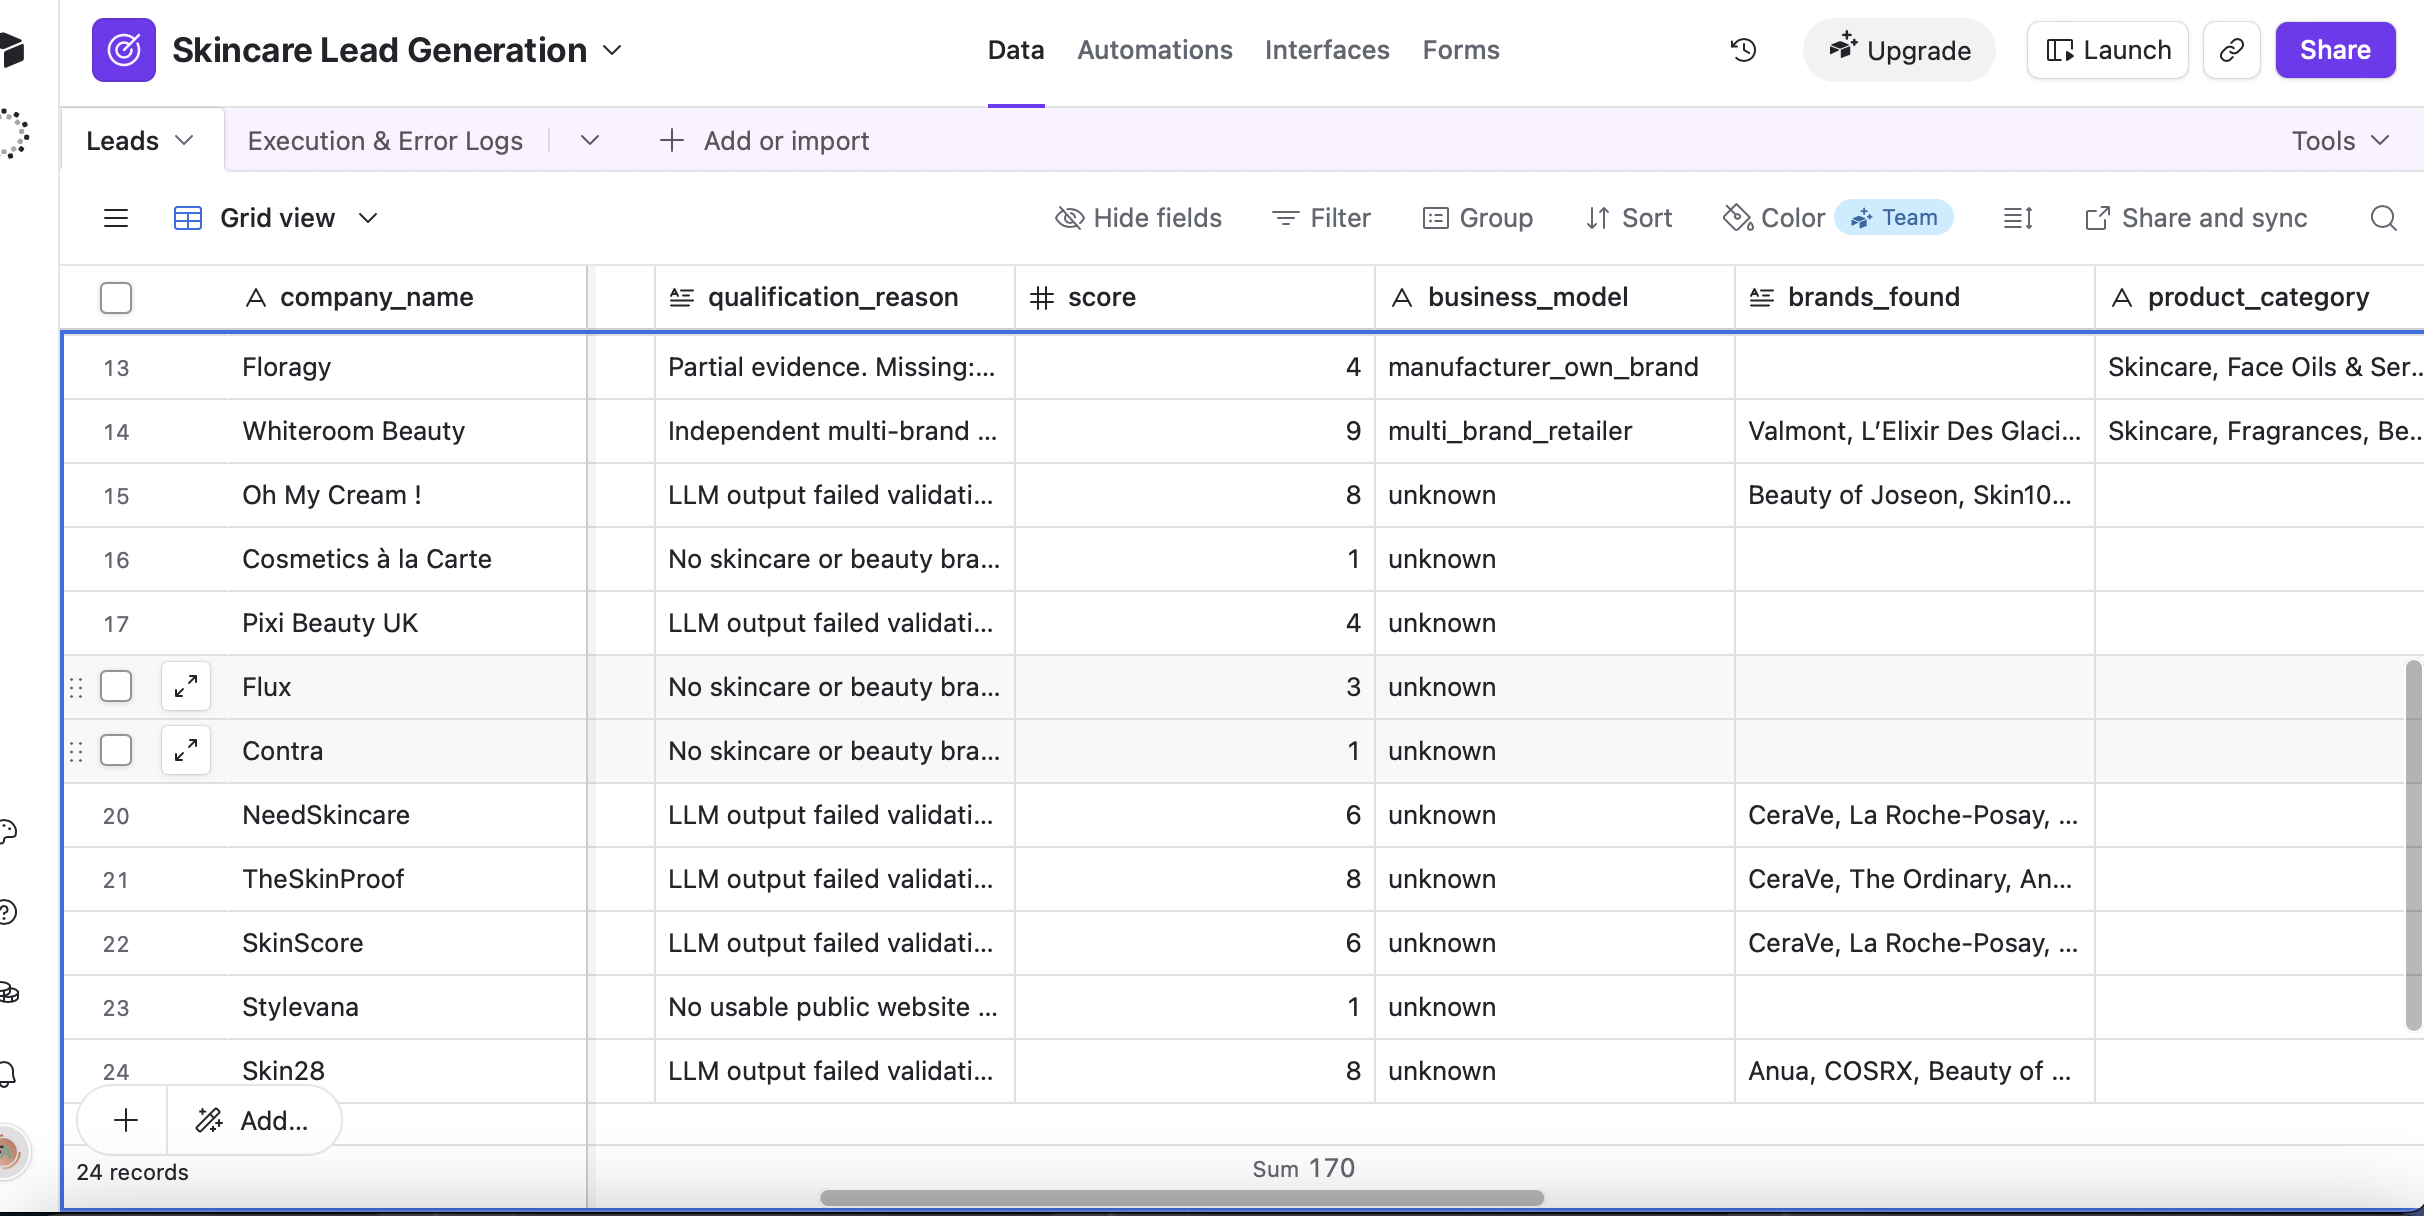 Skincare Lead Generation
Data Automations Interfaces Forms
Upgrade Launch Share
Leads Execution & Error Logs Add or import Tools
Grid view Hide fields Filter Group Sort Color Team Share and sync
company_name qualification_reason score business_model brands_found product_category
13 Floragy Partial evidence. Missing:... 4 manufacturer_own_brand Skincare, Face Oils & Ser...
14 Whiteroom Beauty Independent multi-brand ... 9 multi_brand_retailer Valmont, L’Elixir Des Glaci... Skincare, Fragrances, Be...
15 Oh My Cream ! LLM output failed validati... 8 unknown Beauty of Joseon, Skin10...
16 Cosmetics à la Carte No skincare or beauty bra... 1 unknown
17 Pixi Beauty UK LLM output failed validati... 4 unknown
Flux No skincare or beauty bra... 3 unknown
Contra No skincare or beauty bra... 1 unknown
20 NeedSkincare LLM output failed validati... 6 unknown CeraVe, La Roche-Posay, ...
21 TheSkinProof LLM output failed validati... 8 unknown CeraVe, The Ordinary, An...
22 SkinScore LLM output failed validati... 6 unknown CeraVe, La Roche-Posay, ...
23 Stylevana No usable public website ... 1 unknown
24 Skin28 LLM output failed validati... 8 unknown Anua, COSRX, Beauty of ...
Add...
24 records Sum 170